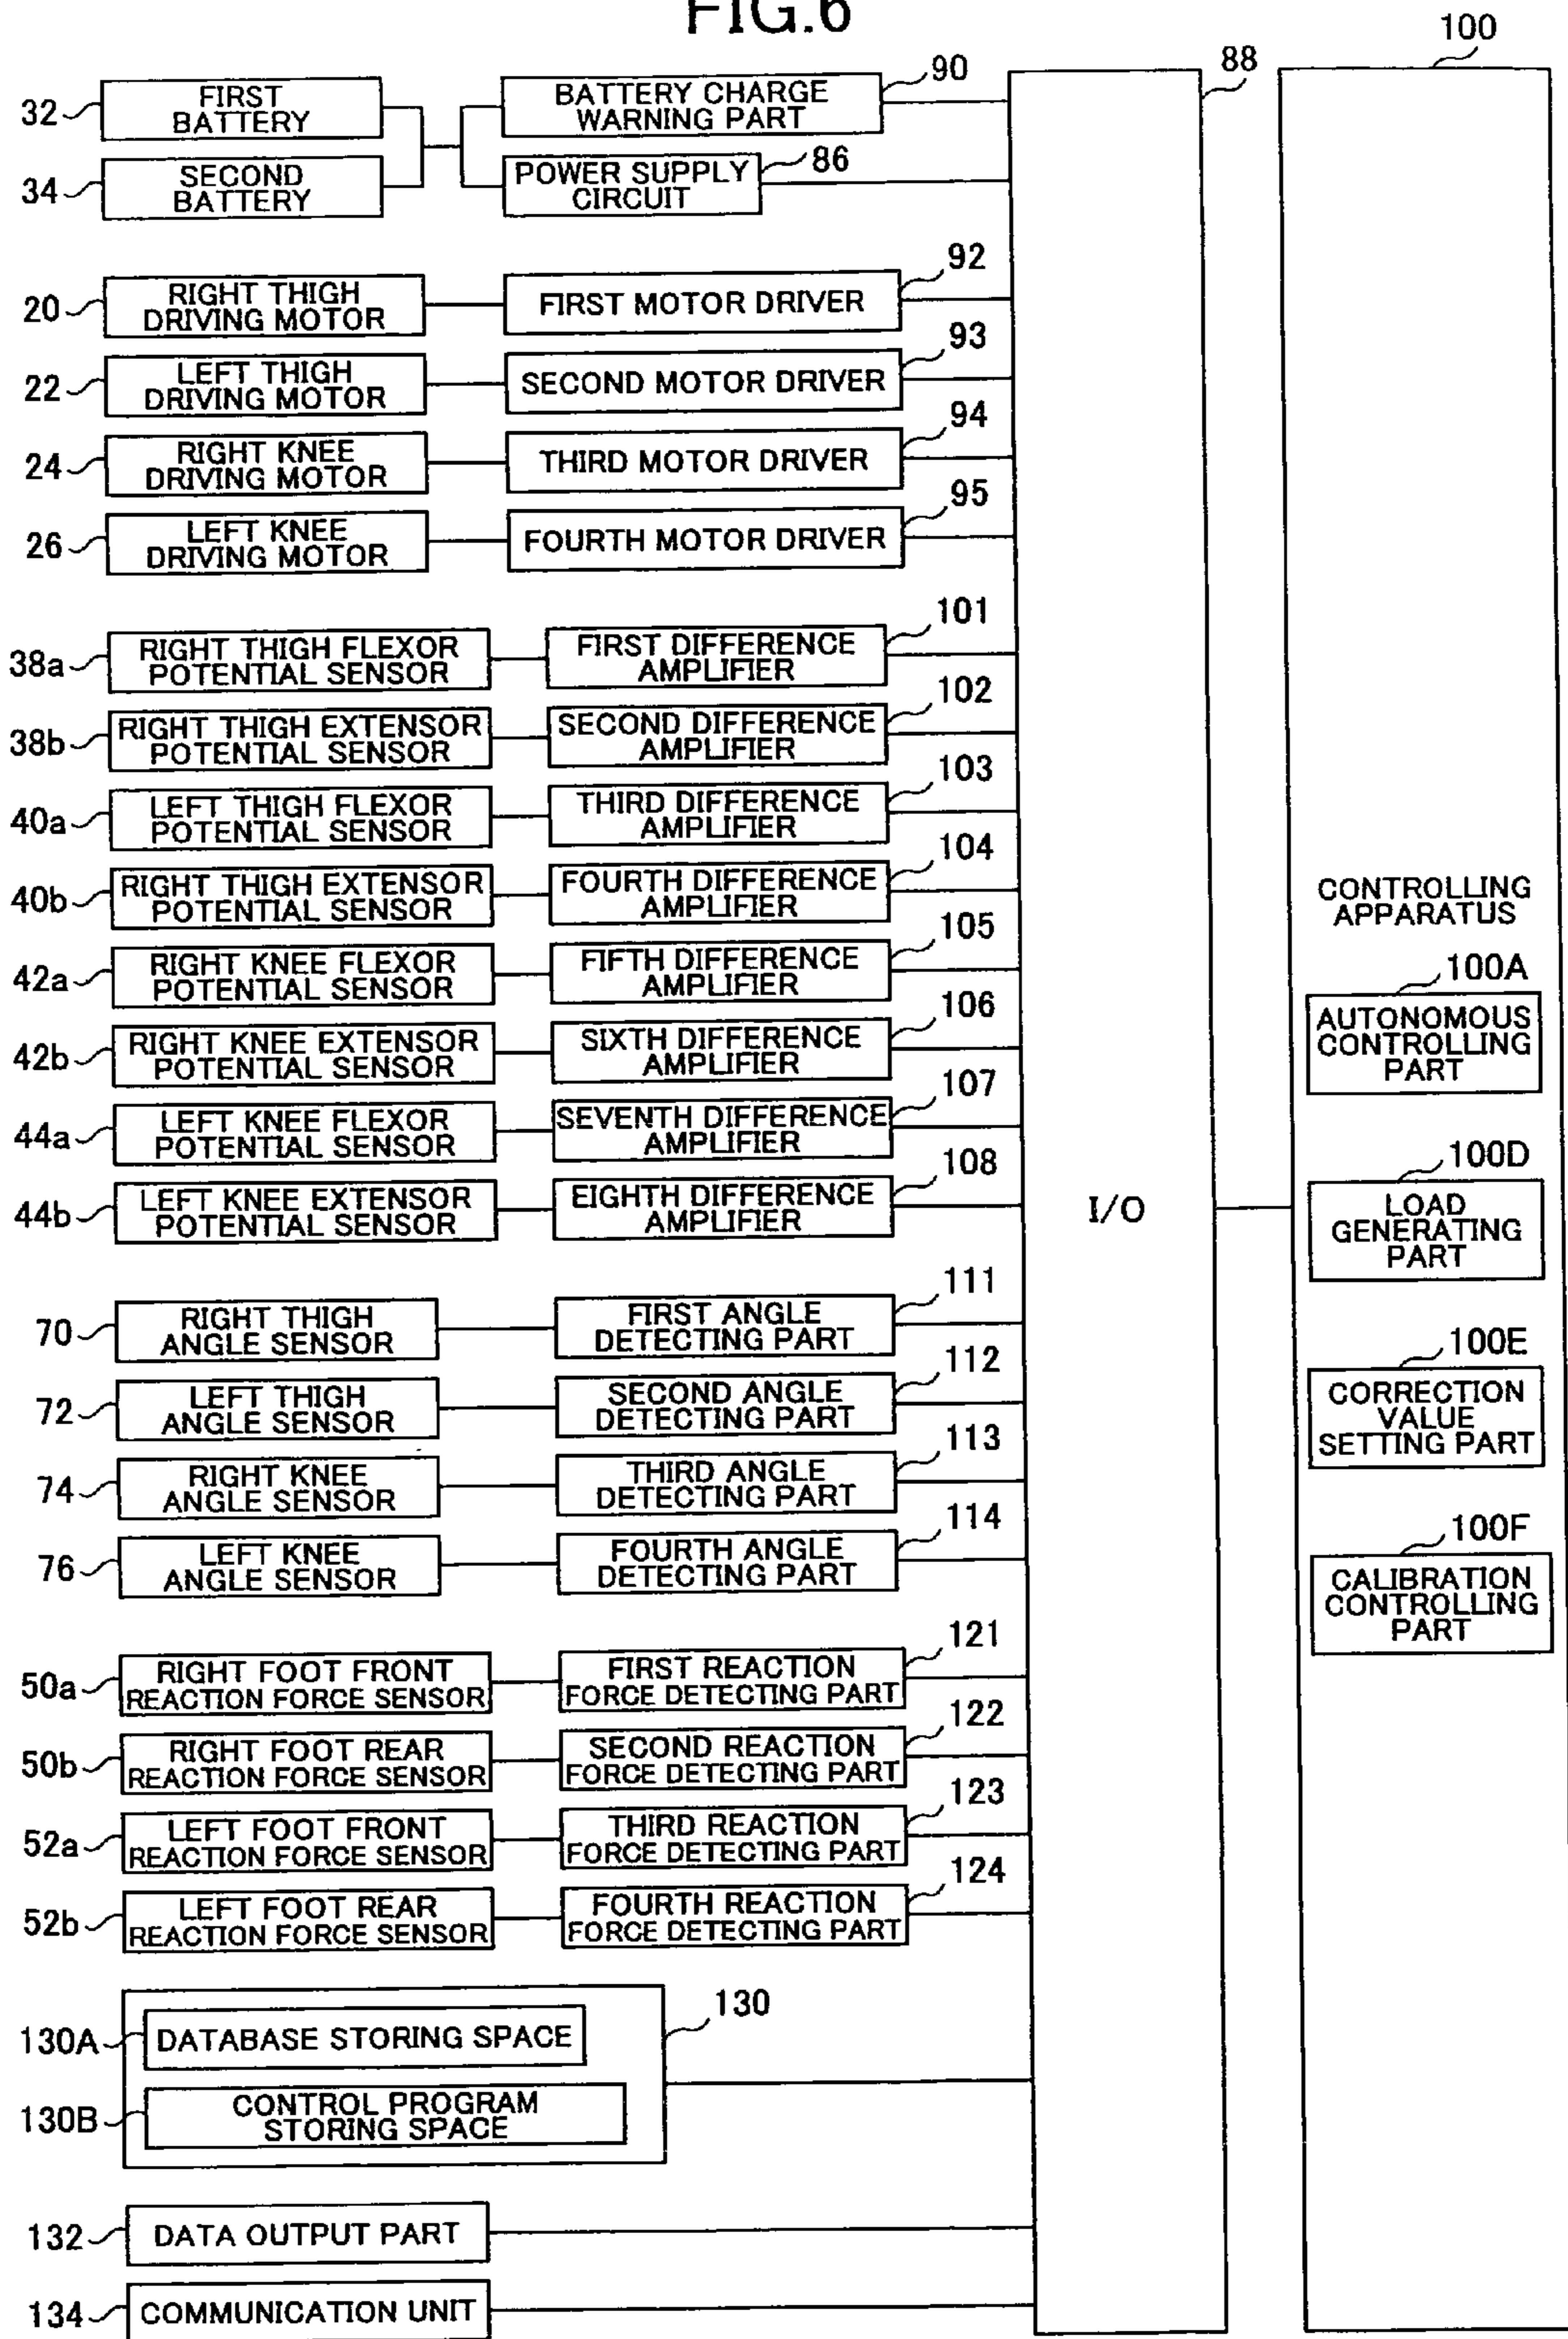 FIG.6
100
88
90
32
FIRST
BATTERY
BATTERY CHARGE
WARNING PART
34
SECOND
BATTERY
POWER SUPPLY
CIRCUIT
86
92
20
RIGHT THIGH
DRIVING MOTOR
FIRST MOTOR DRIVER
93
22
LEFT THIGH
DRIVING MOTOR
SECOND MOTOR DRIVER
94
24
RIGHT KNEE
DRIVING MOTOR
THIRD MOTOR DRIVER
95
26
LEFT KNEE
DRIVING MOTOR
FOURTH MOTOR DRIVER
101
38a
RIGHT THIGH FLEXOR
POTENTIAL SENSOR
FIRST DIFFERENCE
AMPLIFIER
102
38b
RIGHT THIGH EXTENSOR
POTENTIAL SENSOR
SECOND DIFFERENCE
AMPLIFIER
103
40a
LEFT THIGH FLEXOR
POTENTIAL SENSOR
THIRD DIFFERENCE
AMPLIFIER
104
40b
RIGHT THIGH EXTENSOR
POTENTIAL SENSOR
FOURTH DIFFERENCE
AMPLIFIER
105
42a
RIGHT KNEE FLEXOR
POTENTIAL SENSOR
FIFTH DIFFERENCE
AMPLIFIER
106
42b
RIGHT KNEE EXTENSOR
POTENTIAL SENSOR
SIXTH DIFFERENCE
AMPLIFIER
107
44a
LEFT KNEE FLEXOR
POTENTIAL SENSOR
SEVENTH DIFFERENCE
AMPLIFIER
108
44b
LEFT KNEE EXTENSOR
POTENTIAL SENSOR
EIGHTH DIFFERENCE
AMPLIFIER
111
70
RIGHT THIGH
ANGLE SENSOR
FIRST ANGLE
DETECTING PART
112
72
LEFT THIGH
ANGLE SENSOR
SECOND ANGLE
DETECTING PART
113
74
RIGHT KNEE
ANGLE SENSOR
THIRD ANGLE
DETECTING PART
114
76
LEFT KNEE
ANGLE SENSOR
FOURTH ANGLE
DETECTING PART
121
50a
RIGHT FOOT FRONT
REACTION FORCE SENSOR
FIRST REACTION
FORCE DETECTING PART
122
50b
RIGHT FOOT REAR
REACTION FORCE SENSOR
SECOND REACTION
FORCE DETECTING PART
123
52a
LEFT FOOT FRONT
REACTION FORCE SENSOR
THIRD REACTION
FORCE DETECTING PART
124
52b
LEFT FOOT REAR
REACTION FORCE SENSOR
FOURTH REACTION
FORCE DETECTING PART
130
130A
DATABASE STORING SPACE
130B
CONTROL PROGRAM
STORING SPACE
132
DATA OUTPUT PART
134
COMMUNICATION UNIT
I/O
CONTROLLING
APPARATUS
100A
AUTONOMOUS
CONTROLLING
PART
100D
LOAD
GENERATING
PART
100E
CORRECTION
VALUE
SETTING PART
100F
CALIBRATION
CONTROLLING
PART